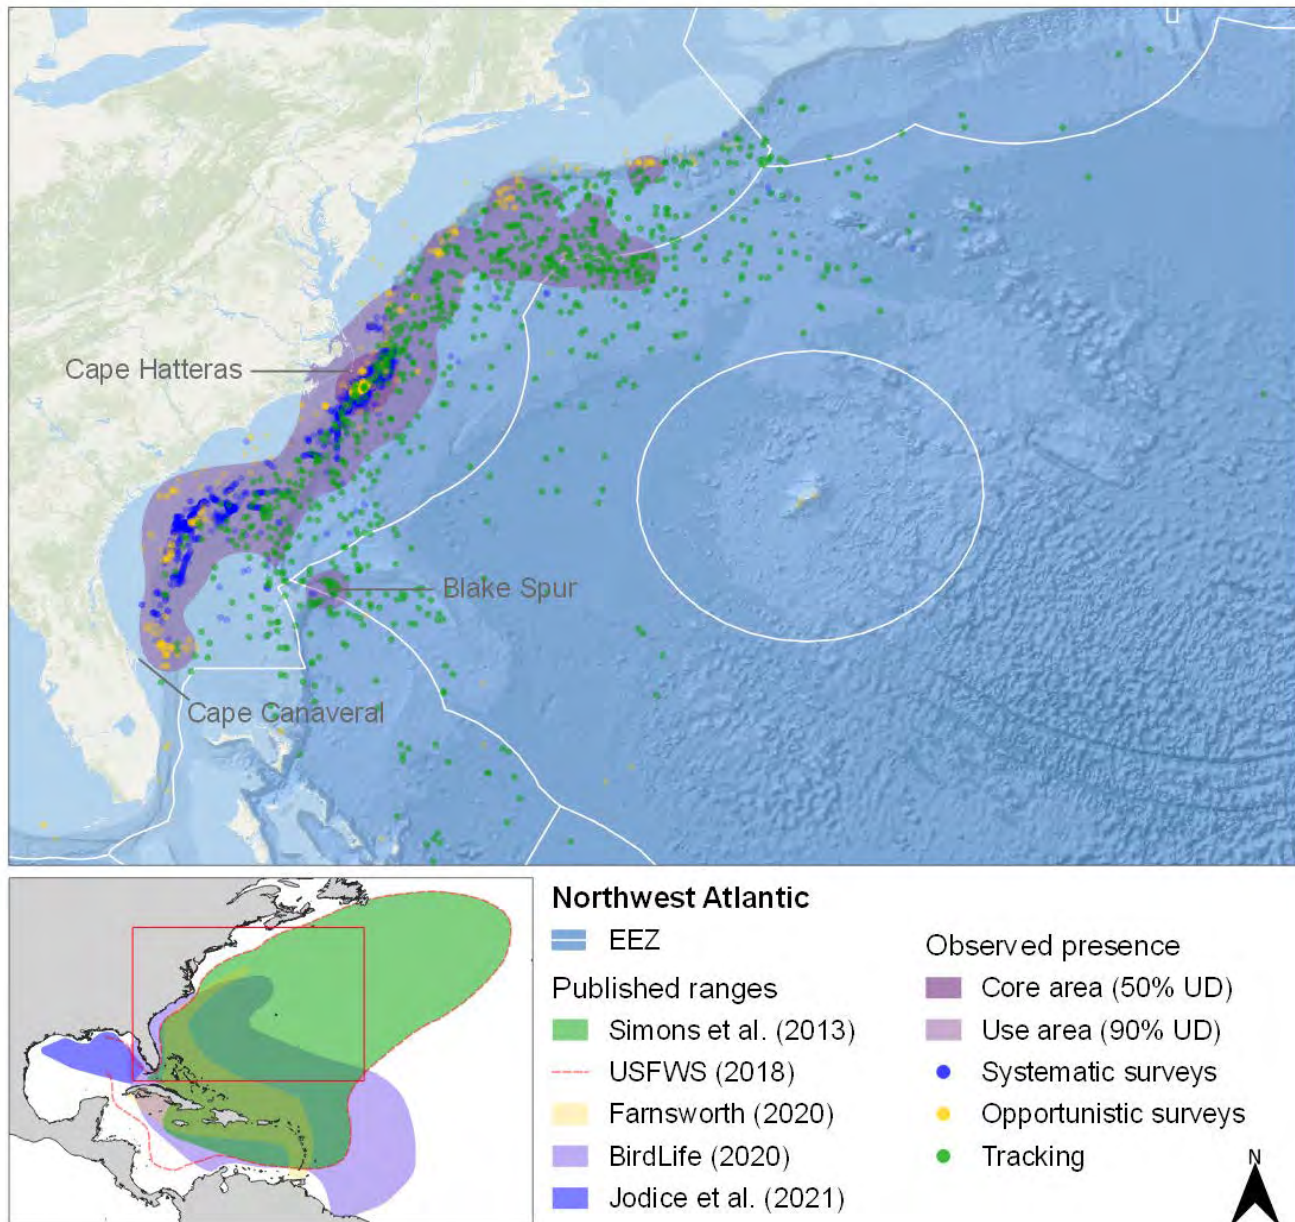 Cape Hatteras
Blake Spur
Cape Canaveral
Northwest Atlantic
EEZ
Published ranges
Simons et al. (2013)
USFWS (2018)
Farnsworth (2020)
BirdLife (2020)
Jodice et al. (2021)
Observed presence
Core area (50% UD)
Use area (90% UD)
Systematic surveys
Opportunistic surveys
Tracking
N